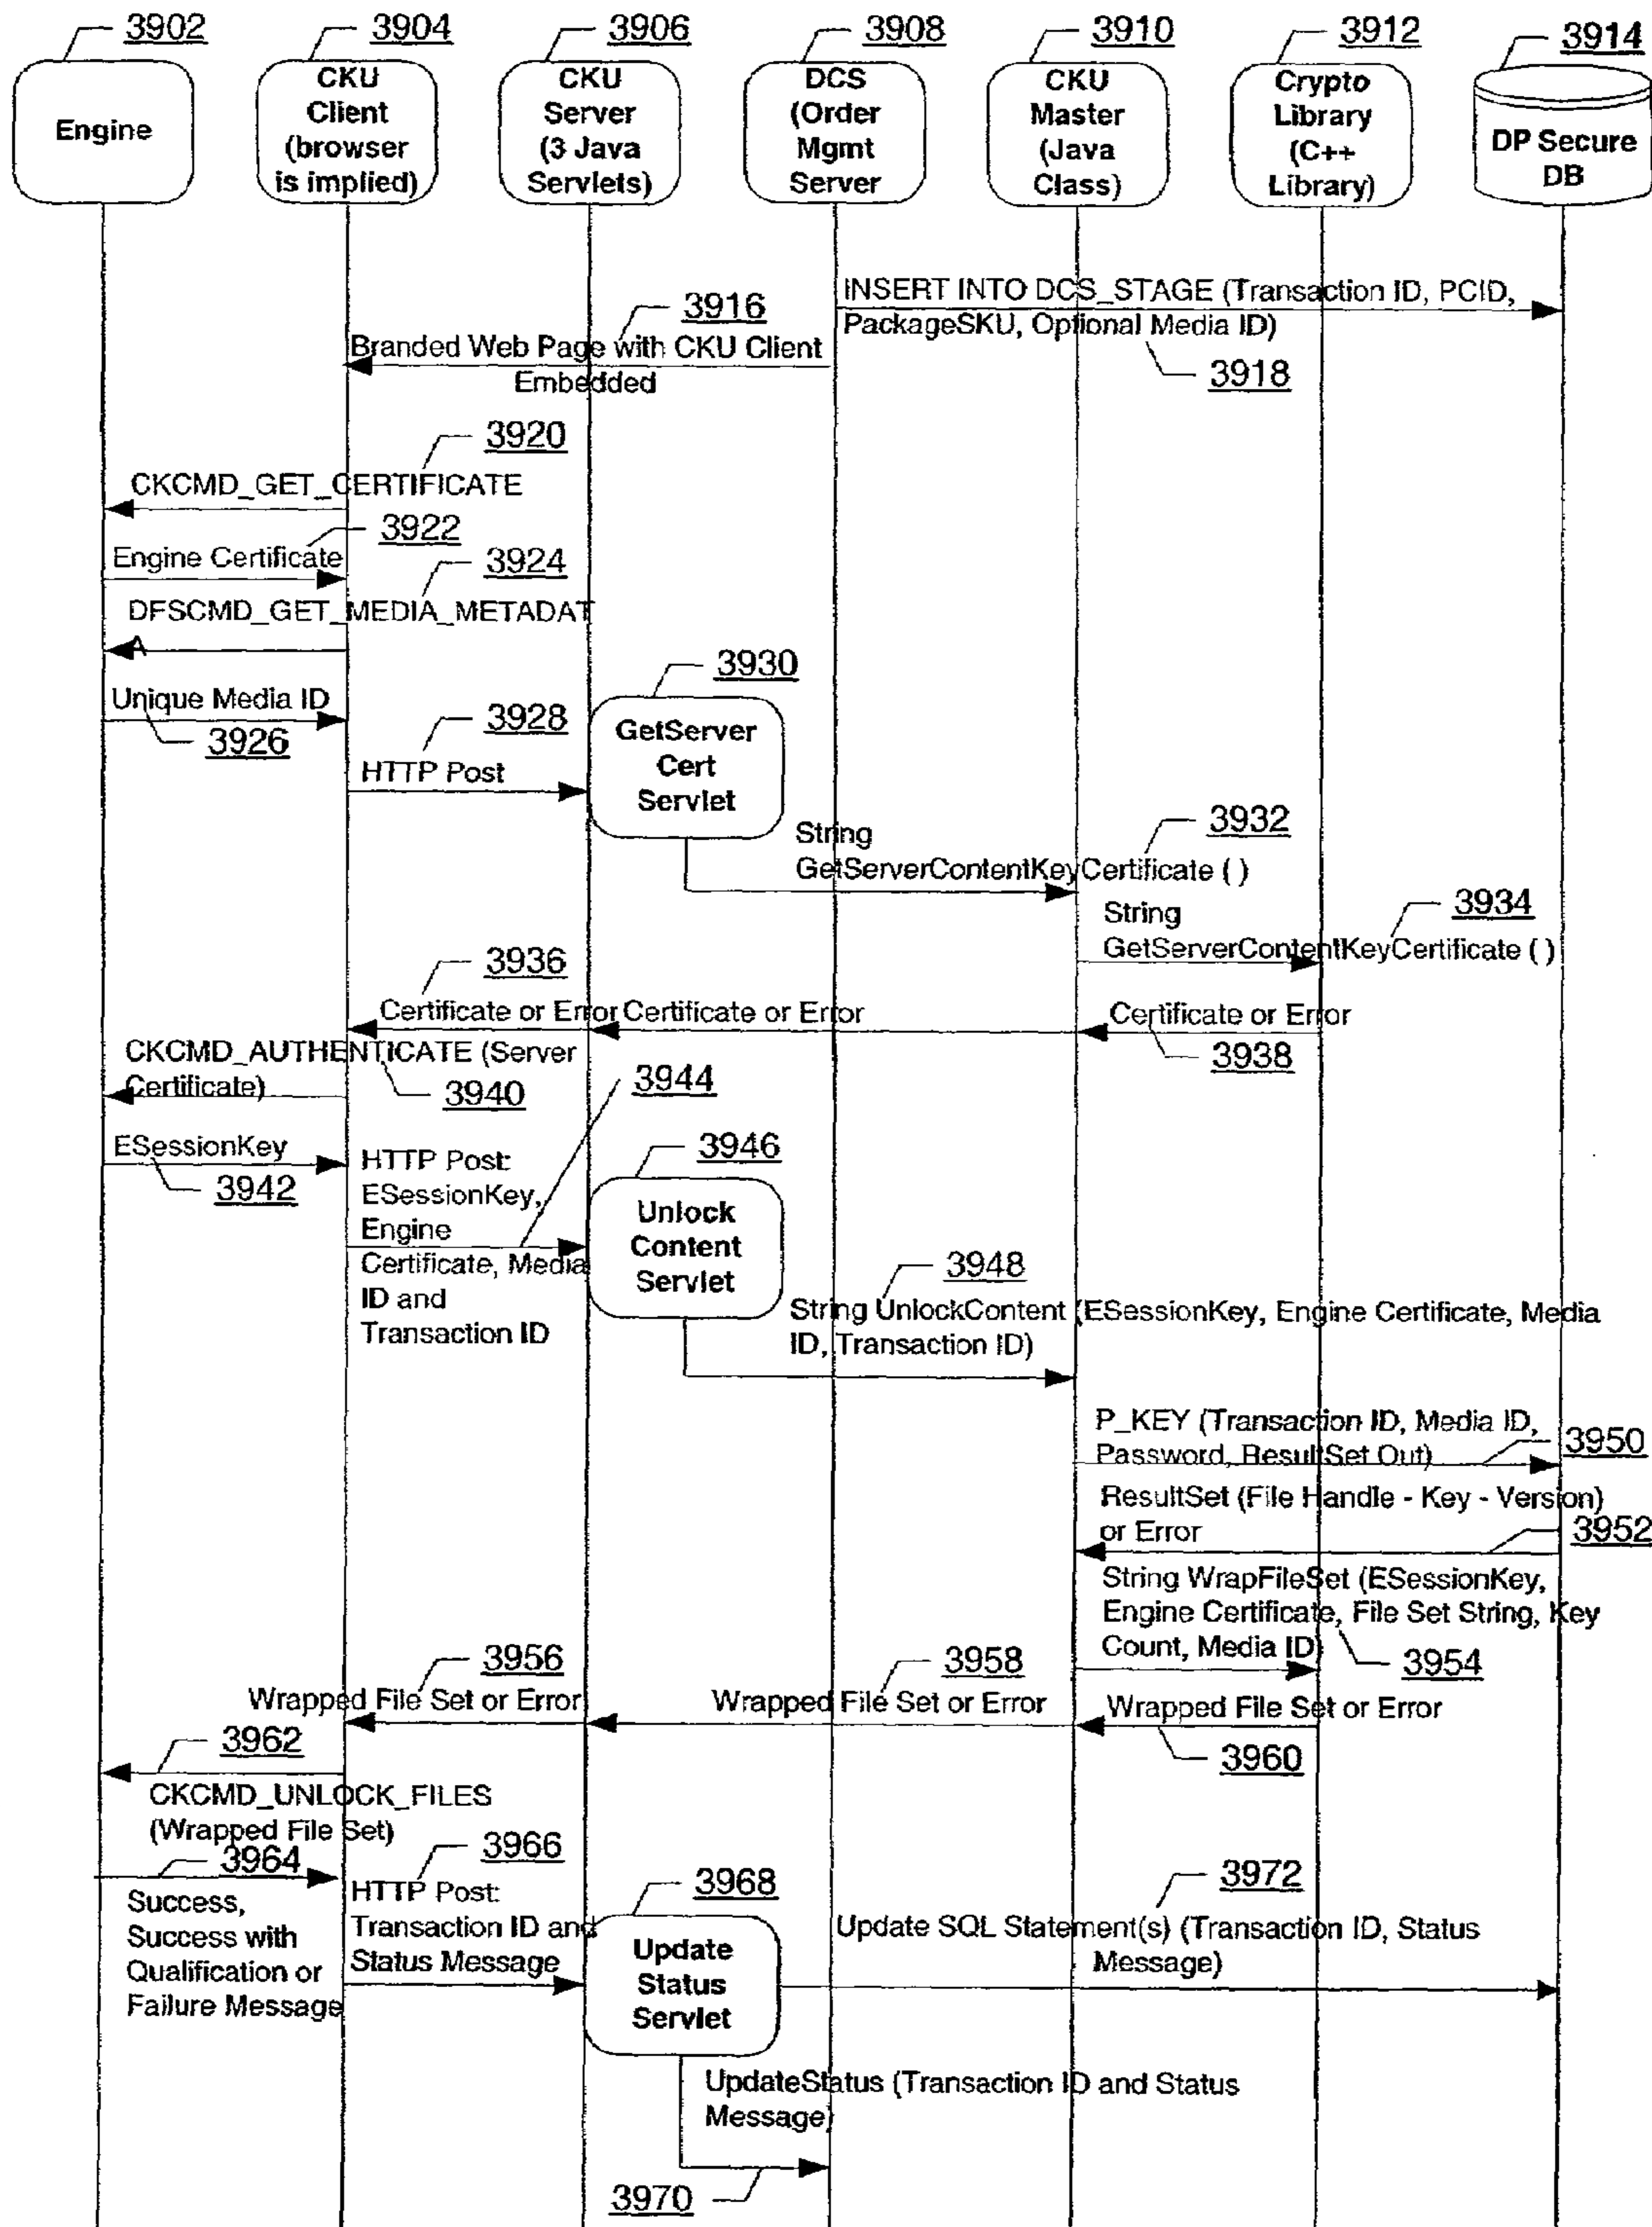 3902
3904
3906
3908
3910
3912
3914
Engine
CKU
Client
(browser
is implied)
CKU
Server
(3 Java
Servlets)
DCS
(Order
Mgmt
Server
CKU
Master
(Java
Class)
Crypto
Library
(C++
Library)
DP Secure
DB
INSERT INTO DCS_STAGE (Transaction ID, PCID,
PackageSKU, Optional Media ID)
3916
3918
Branded Web Page with CKU Client
Embedded
3920
CKCMD_GET_CERTIFICATE
3922
Engine Certificate
3924
DFSCMD_GET_MEDIA_METADAT
A
Unique Media ID
3926
3928
HTTP Post
3930
GetServer
Cert
Servlet
3932
String
GetServerContentKeyCertificate ( )
3934
String
GetServerContentKeyCertificate ( )
3936
Certificate or Error
Certificate or Error
Certificate or Error
3938
CKCMD_AUTHENTICATE (Server
Certificate)
3940
3944
ESessionKey
3942
HTTP Post:
ESessionKey,
Engine
Certificate, Media
ID and
Transaction ID
3946
Unlock
Content
Servlet
3948
String UnlockContent (ESessionKey, Engine Certificate, Media
ID, Transaction ID)
P_KEY (Transaction ID, Media ID,
Password, ResultSet Out)
3950
ResultSet (File Handle - Key - Version)
or Error
3952
String WrapFileSet (ESessionKey,
Engine Certificate, File Set String, Key
Count, Media ID)
3954
3956
Wrapped File Set or Error
3958
Wrapped File Set or Error
Wrapped File Set or Error
3960
3962
CKCMD_UNLOCK_FILES
(Wrapped File Set)
3964
Success,
Success with
Qualification or
Failure Message
3966
HTTP Post:
Transaction ID and
Status Message
3968
Update
Status
Servlet
3972
Update SQL Statement(s) (Transaction ID, Status
Message)
UpdateStatus (Transaction ID and Status
Message)
3970